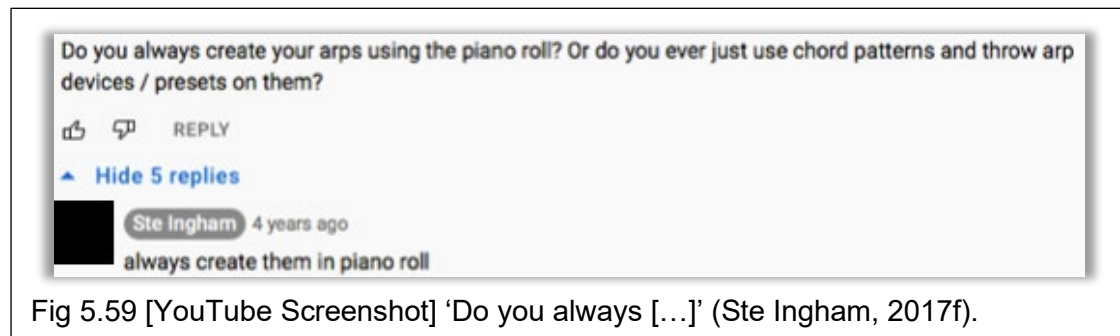 Do you always create your arps using the piano roll? Or do you ever just use chord patterns and throw arp
devices / presets on them?
REPLY
Hide 5 replies
Ste Ingham 4 years ago
always create them in piano roll
Fig 5.59 [YouTube Screenshot] ‘Do you always […]’ (Ste Ingham, 2017f).